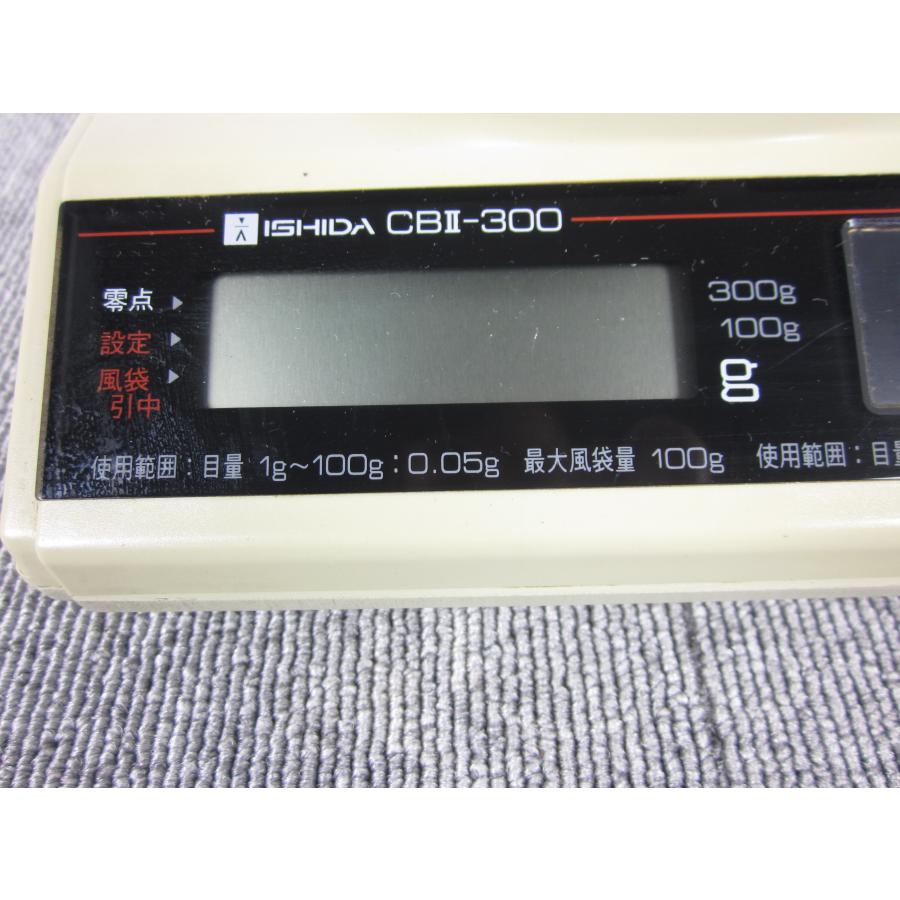 ISHIDA CBⅡ-300
零点
設定
風袋
引中
300g
100g
g
使用範囲：目量 1g～100g：0.05g 最大風袋量 100g 使用範囲：目量